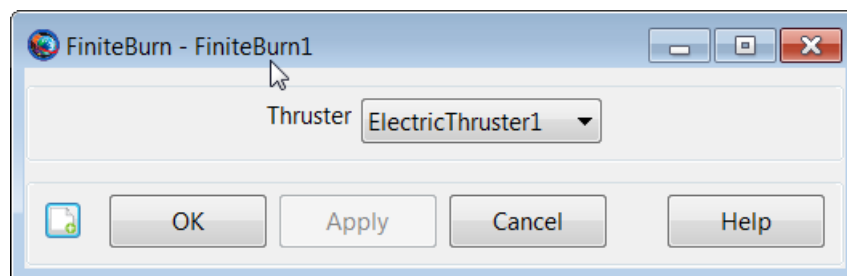 FiniteBurn - FiniteBurn1
Thruster ElectricThruster1
OK Apply Cancel Help